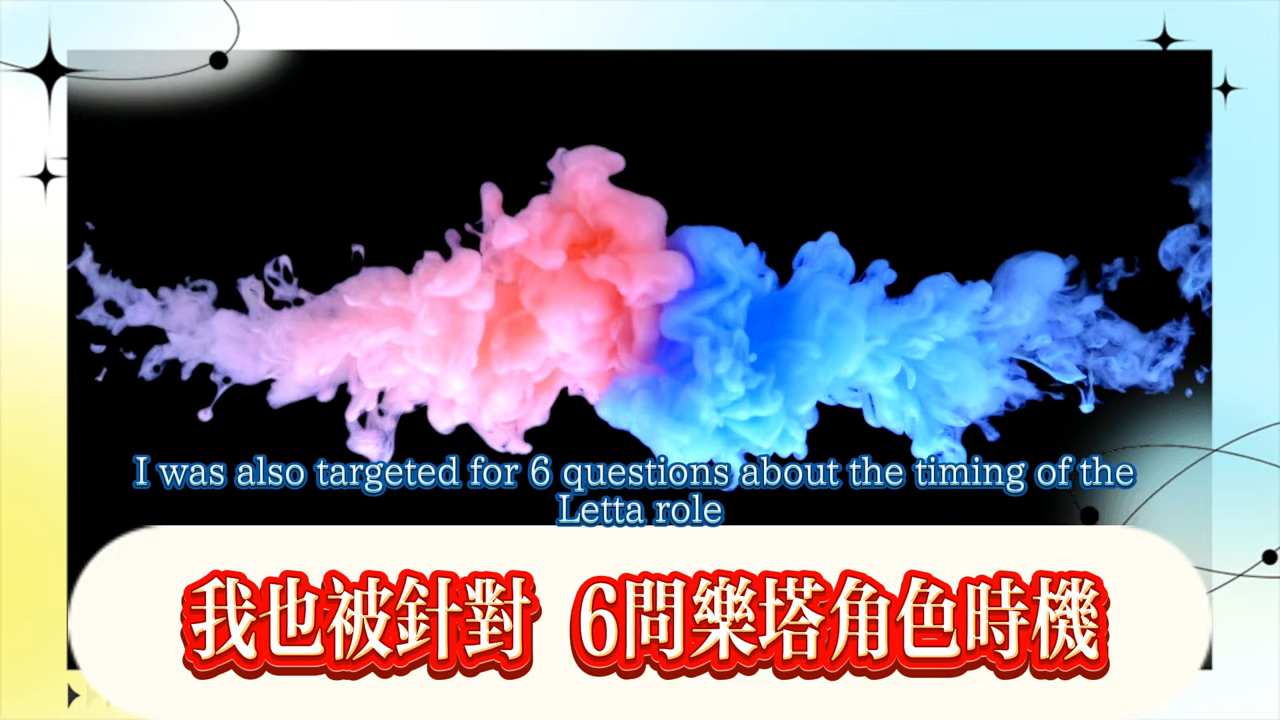 I was also targeted for 6 questions about the timing of the
Letta role
我也被針對 6問樂塔角色時機